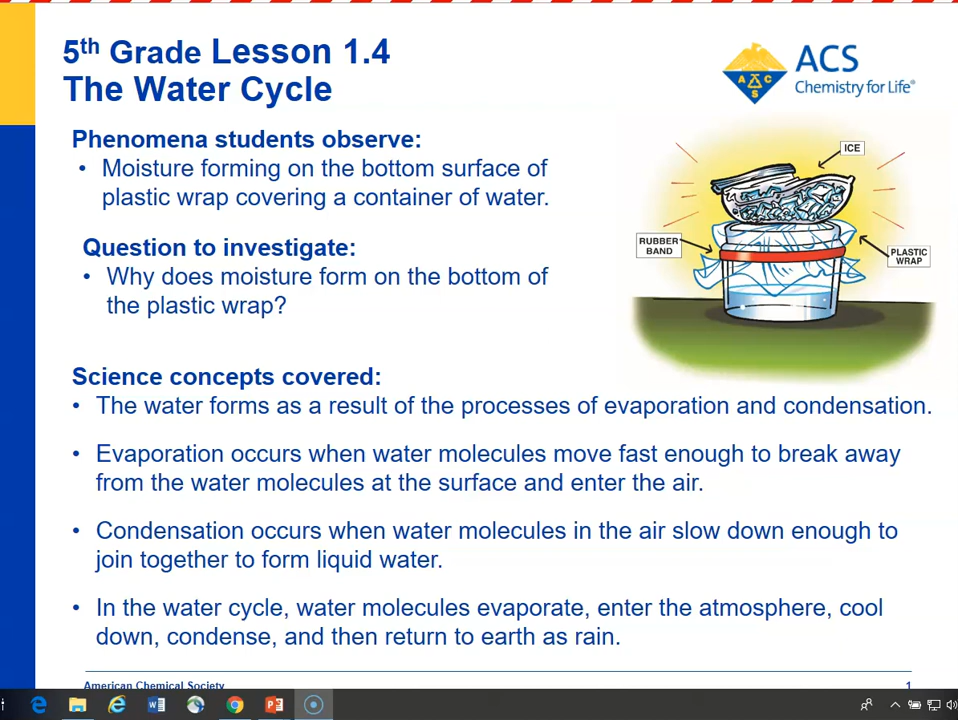 5th Grade Lesson 1.4
The Water Cycle
ACS
Chemistry for Life®
A C S
Phenomena students observe:
• Moisture forming on the bottom surface of
plastic wrap covering a container of water.
Question to investigate:
• Why does moisture form on the bottom of
the plastic wrap?
ICE
RUBBER
BAND
PLASTIC
WRAP
Science concepts covered:
• The water forms as a result of the processes of evaporation and condensation.
• Evaporation occurs when water molecules move fast enough to break away
from the water molecules at the surface and enter the air.
• Condensation occurs when water molecules in the air slow down enough to
join together to form liquid water.
• In the water cycle, water molecules evaporate, enter the atmosphere, cool
down, condense, and then return to earth as rain.
American Chemical Society
1